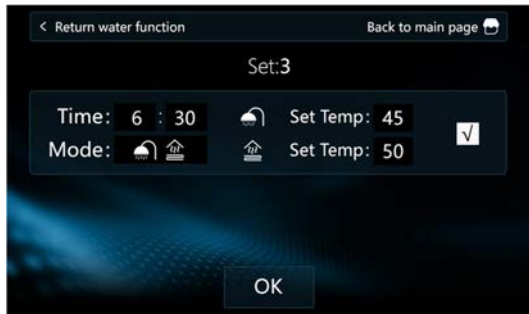 < Return water function Back to main page
Set:3
Time: 6 : 30 Set Temp: 45
Mode: Set Temp: 50
√
OK